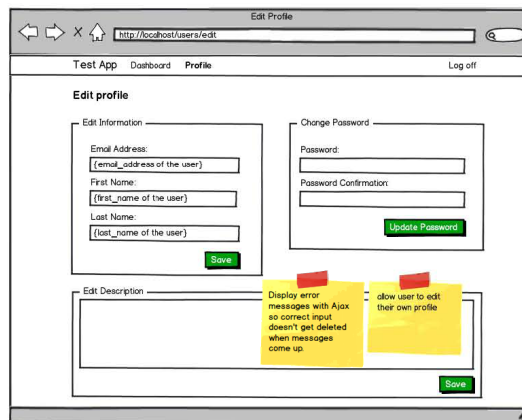 Edit Profile
http://localhost/users/edit
Test App Dashboard Profile Log off
Edit profile
Edit Information
Email Address:
{email_address of the user}
First Name:
{first_name of the user}
Last Name:
{last_name of the user}
Save
Change Password
Password:
Password Confirmation:
Update Password
Edit Description
Display error
messages with Ajax
so correct input
doesn't get deleted
when messages
come up.
allow user to edit
their own profile
Save